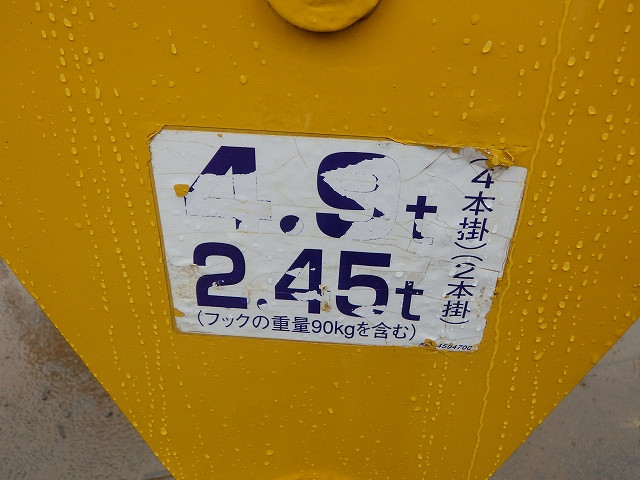 4.9t (4本掛)
2.45t (2本掛)
(フックの重量90kgを含む)